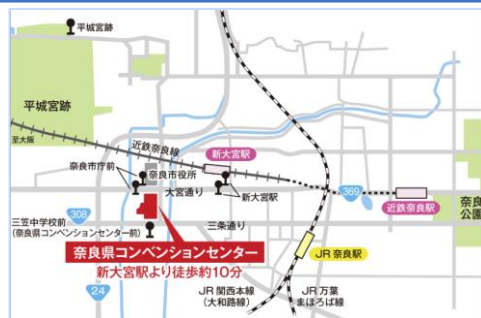 平城宮跡
平城宮跡
至大阪
近鉄奈良線
新大宮駅
奈良市庁前
奈良市役所
大宮通り
新大宮駅
369
近鉄奈良駅
奈良
公園
308
三笠中学校前
(奈良県コンベンションセンター前)
三条通り
奈良県コンベンションセンター
新大宮駅より徒歩約10分
JR 奈良駅
24
JR 関西本線
(大和路線)
JR 万葉
まほろば線